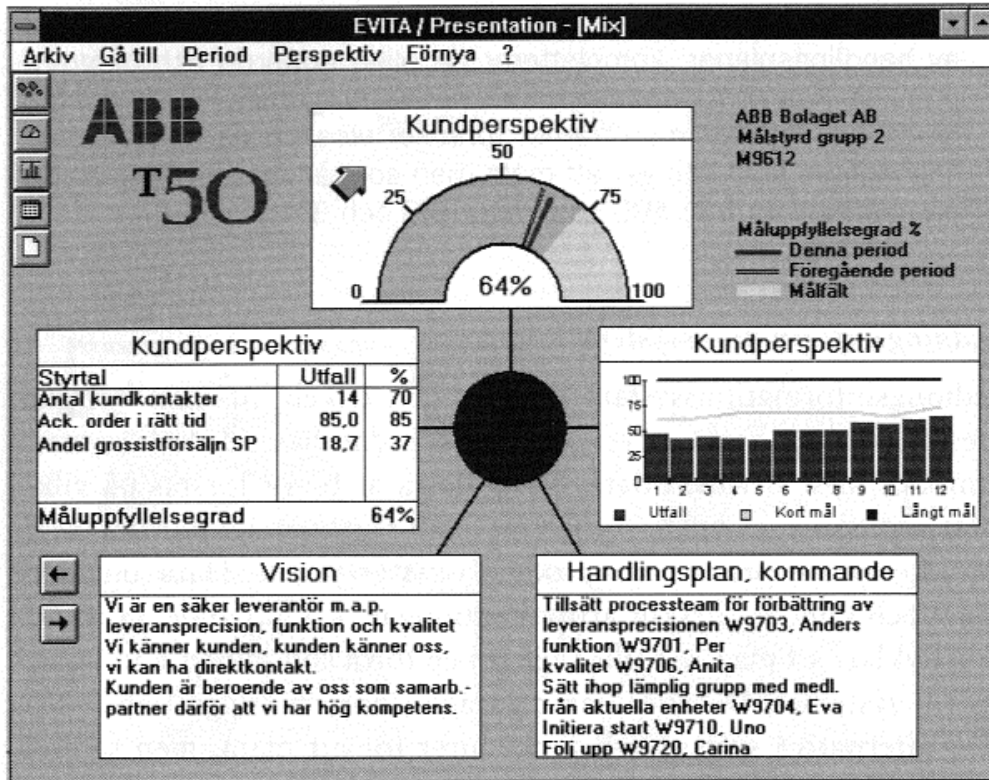 EVITA / Presentation - [Mix]
Arkiv Gå till Period Perspektiv Förnya ?
ABB
T50
Kundperspektiv
0 25 50 75 100
64%
ABB Bolaget AB
Målstyrd grupp 2
M9612
Måluppfyllelsegrad %
Denna period
Föregående period
Målfält
Kundperspektiv
Styrtal Utfall %
Antal kundkontakter 14 70
Ack. order i rätt tid 85,0 85
Andel grossistförsäljn SP 18,7 37
Måluppfyllelsegrad 64%
Kundperspektiv
100
75
50
25
0
1 2 3 4 5 6 7 8 9 10 11 12
Utfall Kort mål Långt mål
Vision
Vi är en säker leverantör m.a.p.
leveransprecision, funktion och kvalitet
Vi känner kunden, kunden känner oss,
vi kan ha direktkontakt.
Kunden är beroende av oss som samarb.-
partner därför att vi har hög kompetens.
Handlingsplan, kommande
Tillsätt processteam för förbättring av
leveransprecisionen W9703, Anders
funktion W9701, Per
kvalitet W9706, Anita
Sätt ihop lämplig grupp med medl.
från aktuella enheter W9704, Eva
Initiera start W9710, Uno
Följ upp W9720, Carina